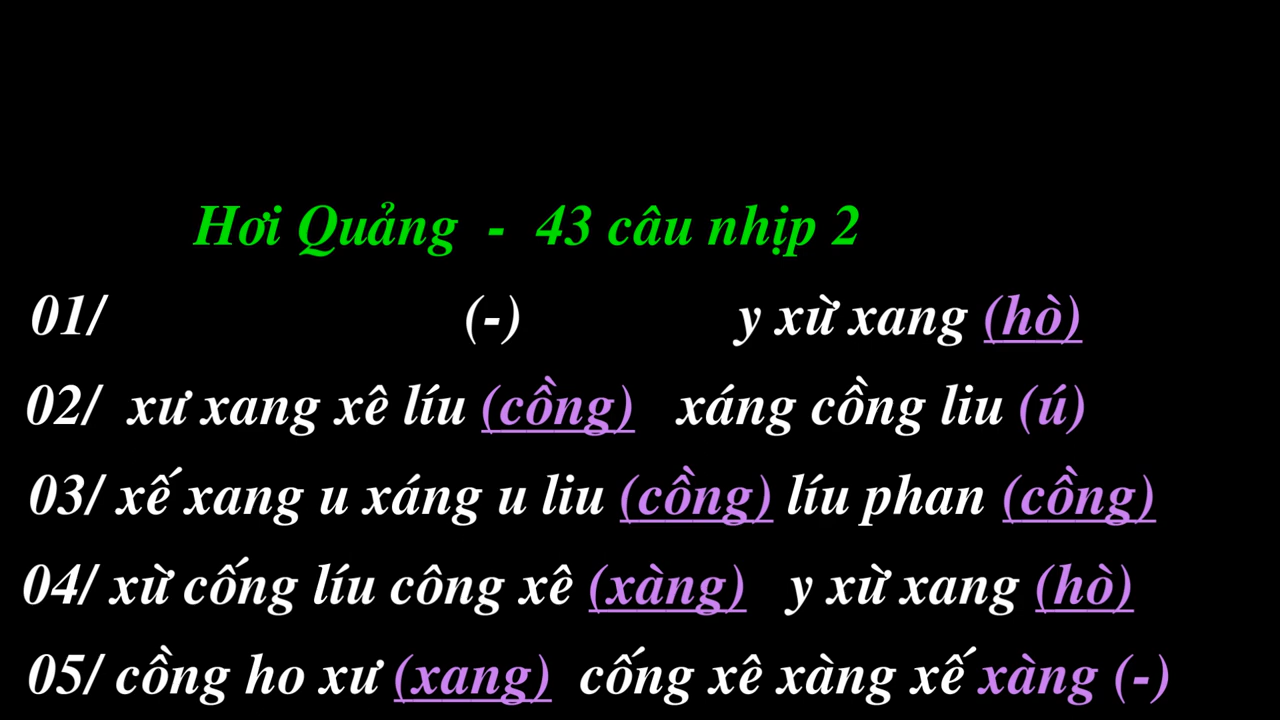 Hơi Quảng - 43 câu nhịp 2
01/ (-) y xừ xang (hò)
02/ xư xang xê líu (cồng) xáng cồng liu (ú)
03/ xế xang u xáng u liu (cồng) líu phan (cồng)
04/ xừ cống líu công xê (xàng) y xừ xang (hò)
05/ cồng ho xư (xang) cống xê xàng xế xàng (-)